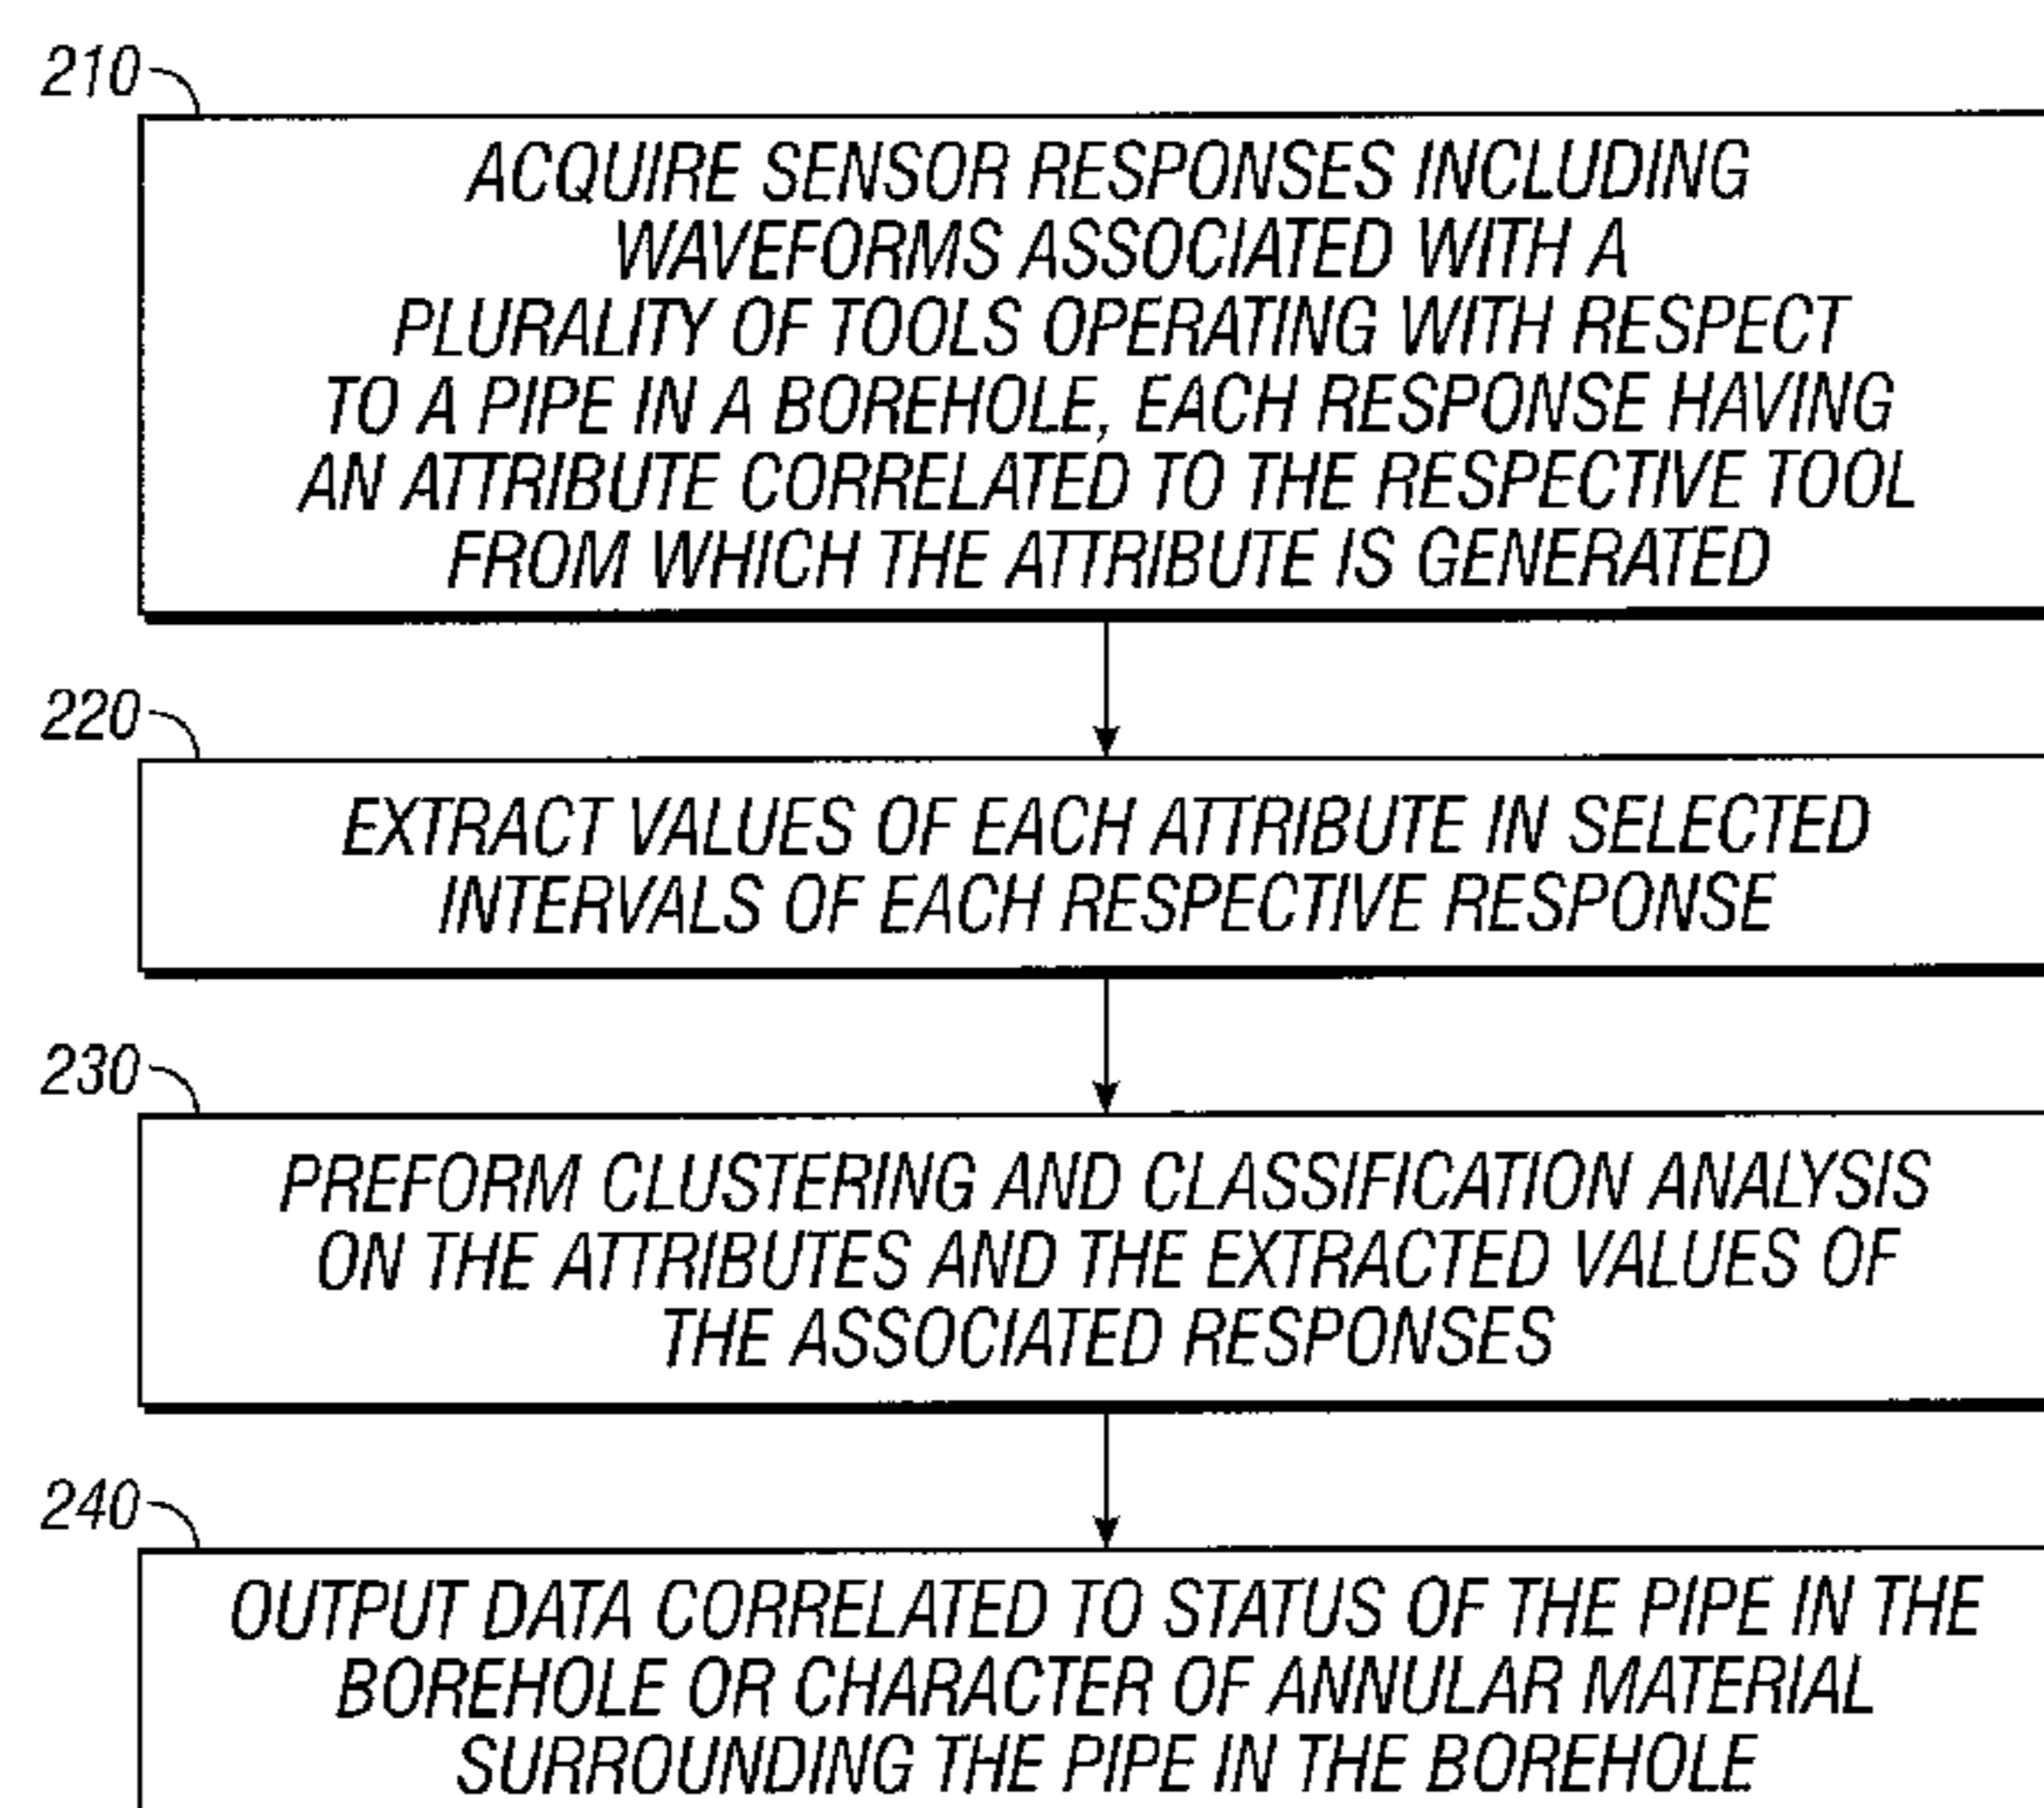 210
ACQUIRE SENSOR RESPONSES INCLUDING
WAVEFORMS ASSOCIATED WITH A
PLURALITY OF TOOLS OPERATING WITH RESPECT
TO A PIPE IN A BOREHOLE, EACH RESPONSE HAVING
AN ATTRIBUTE CORRELATED TO THE RESPECTIVE TOOL
FROM WHICH THE ATTRIBUTE IS GENERATED
220
EXTRACT VALUES OF EACH ATTRIBUTE IN SELECTED
INTERVALS OF EACH RESPECTIVE RESPONSE
230
PREFORM CLUSTERING AND CLASSIFICATION ANALYSIS
ON THE ATTRIBUTES AND THE EXTRACTED VALUES OF
THE ASSOCIATED RESPONSES
240
OUTPUT DATA CORRELATED TO STATUS OF THE PIPE IN THE
BOREHOLE OR CHARACTER OF ANNULAR MATERIAL
SURROUNDING THE PIPE IN THE BOREHOLE